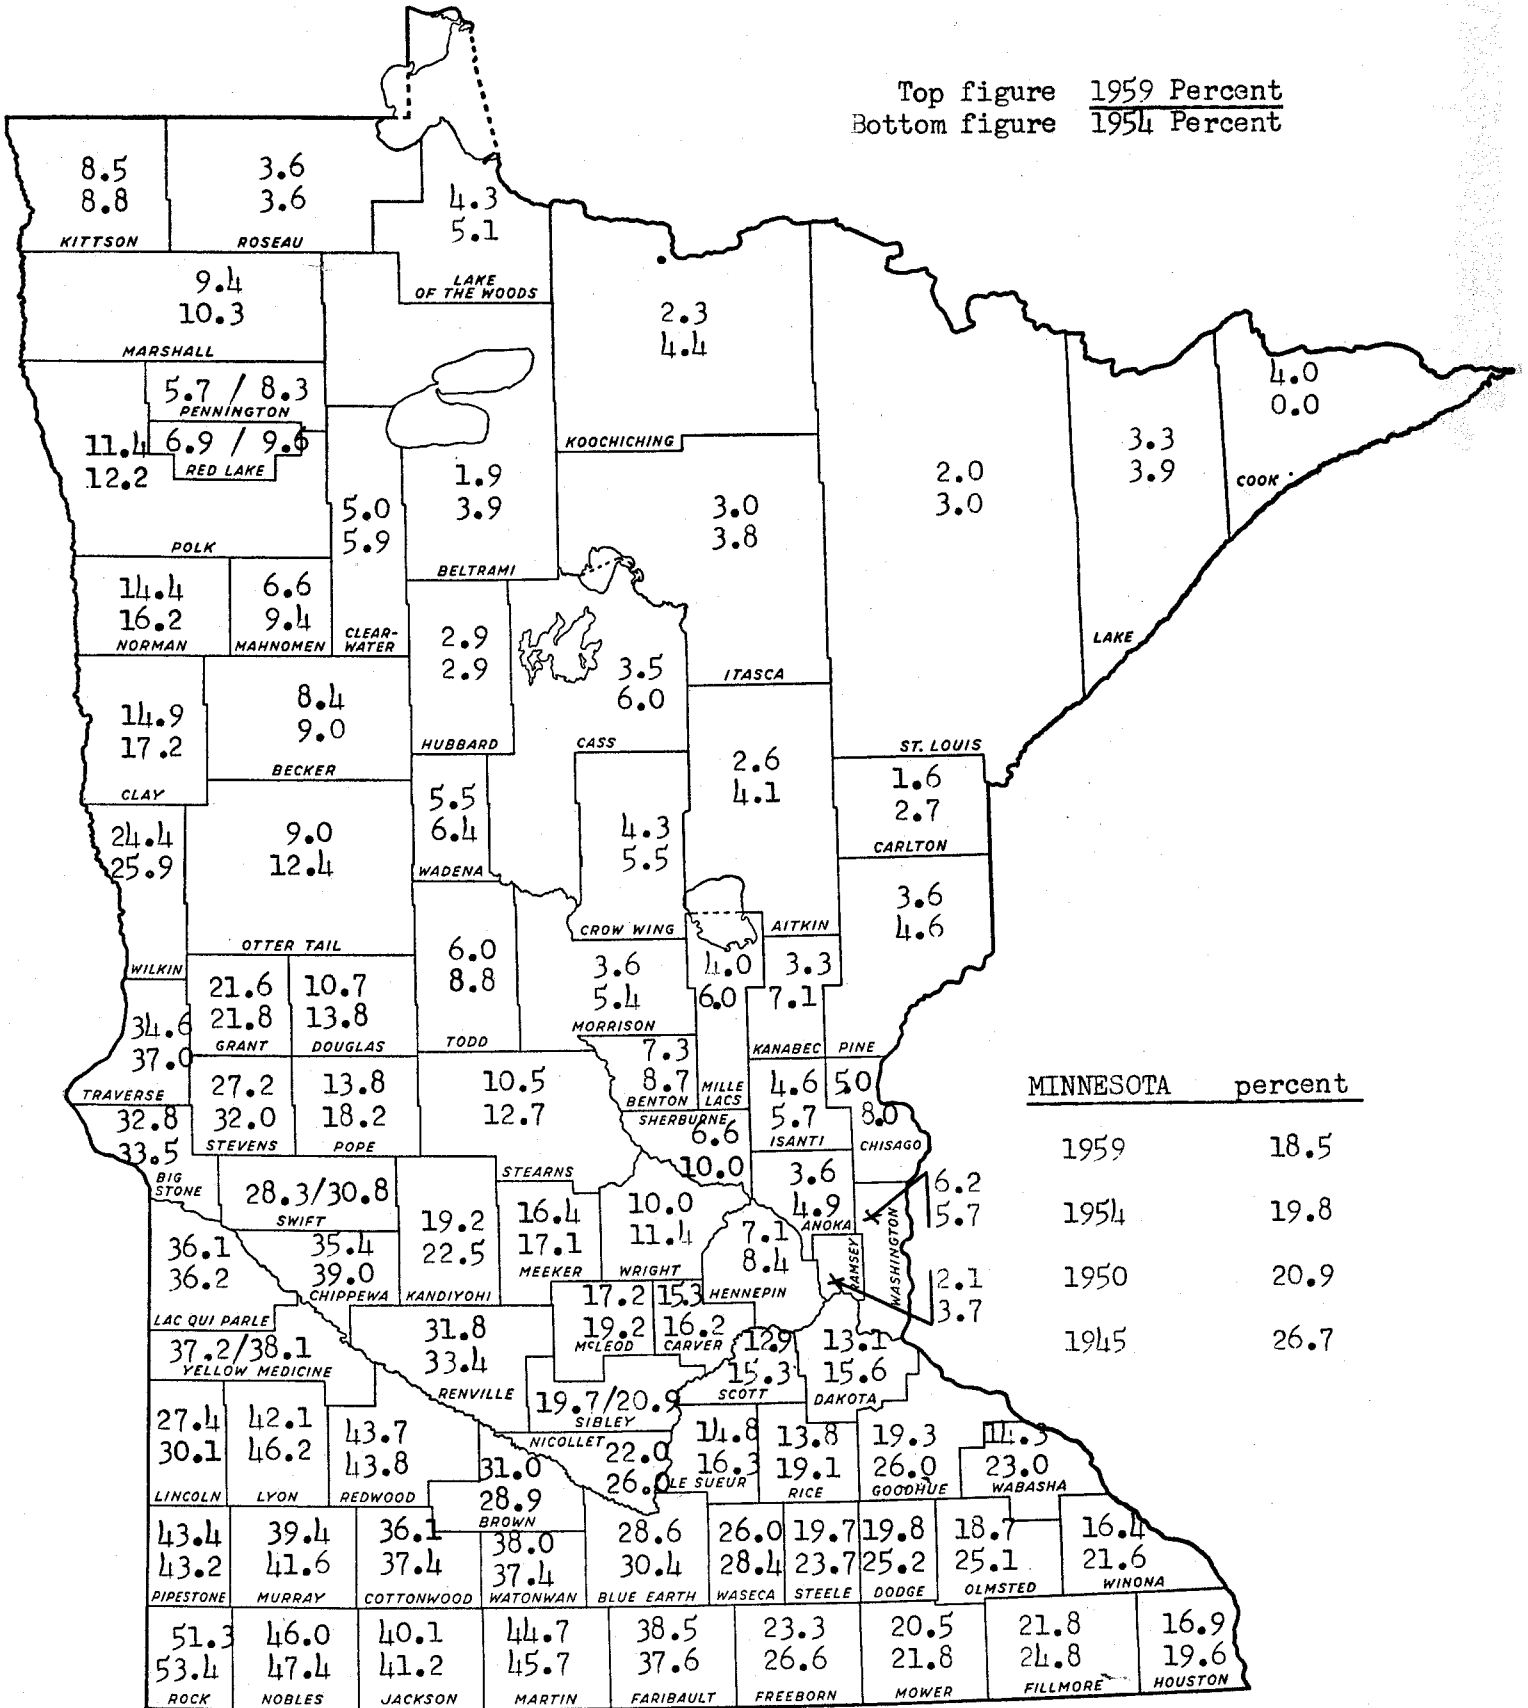 Top figure 1959 Percent
Bottom figure 1954 Percent
8.5
8.8
KITTSON
3.6
3.6
ROSEAU
4.3
5.1
LAKE
OF THE WOODS
9.4
10.3
MARSHALL
2.3
4.4
KOOCHICHING
4.0
0.0
COOK
3.3
3.9
LAKE
2.0
3.0
ST. LOUIS
5.7 / 8.3
PENNINGTON
6.9 / 9.6
RED LAKE
11.4
12.2
POLK
5.0
5.9
CLEAR-
WATER
1.9
3.9
BELTRAMI
3.0
3.8
ITASCA
14.4
16.2
NORMAN
6.6
9.4
MAHNOMEN
2.9
2.9
HUBBARD
3.5
6.0
CASS
14.9
17.2
CLAY
8.4
9.0
BECKER
5.5
6.4
WADENA
4.3
5.5
CROW WING
2.6
4.1
AITKIN
1.6
2.7
CARLTON
24.4
25.9
WILKIN
9.0
12.4
OTTER TAIL
3.6
4.6
PINE
6.0
8.8
TODD
3.6
5.4
MORRISON
4.0
6.0
MILLE
LACS
3.3
7.1
KANABEC
21.6
21.8
GRANT
10.7
13.8
DOUGLAS
34.6
37.0
TRAVERSE
27.2
32.0
STEVENS
13.8
18.2
POPE
10.5
12.7
STEARNS
7.3
8.7
BENTON
4.6
5.7
ISANTI
5.0
8.0
CHISAGO
MINNESOTA percent
1959 18.5
1954 19.8
1950 20.9
1945 26.7
32.8
33.5
BIG
STONE
28.3/30.8
SWIFT
SHERBURNE
6.6
10.0
3.6
4.9
ANOKA
6.2
5.7
WASHINGTON
2.1
3.7
RAMSEY
36.1
36.2
LAC QUI PARLE
35.4
39.0
CHIPPEWA
19.2
22.5
KANDIYOHI
16.4
17.1
MEEKER
10.0
11.4
WRIGHT
7.1
8.4
HENNEPIN
37.2/38.1
YELLOW MEDICINE
31.8
33.4
RENVILLE
17.2
19.2
McLEOD
15.3
16.2
CARVER
12.9
15.3
SCOTT
13.1
15.6
DAKOTA
19.7/20.9
SIBLEY
27.4
30.1
LINCOLN
42.1
46.2
LYON
43.7
43.8
REDWOOD
31.0
28.9
BROWN
NICOLLET
22.0
26.0
14.8
16.3
LE SUEUR
13.8
19.1
RICE
19.3
26.0
GOODHUE
14.3
23.0
WABASHA
43.4
43.2
PIPESTONE
39.4
41.6
MURRAY
36.1
37.4
COTTONWOOD
38.0
37.4
WATONWAN
28.6
30.4
BLUE EARTH
26.0
28.4
WASECA
19.7
23.7
STEELE
19.8
25.2
DODGE
18.7
25.1
OLMSTED
16.4
21.6
WINONA
51.3
53.4
ROCK
46.0
47.4
NOBLES
40.1
41.2
JACKSON
44.7
45.7
MARTIN
38.5
37.6
FARIBAULT
23.3
26.6
FREEBORN
20.5
21.8
MOWER
21.8
24.8
FILLMORE
16.9
19.6
HOUSTON